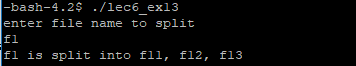 -bash-4.2$ ./lec6_ex13
enter file name to split
f1
f1 is split into f11, f12, f13